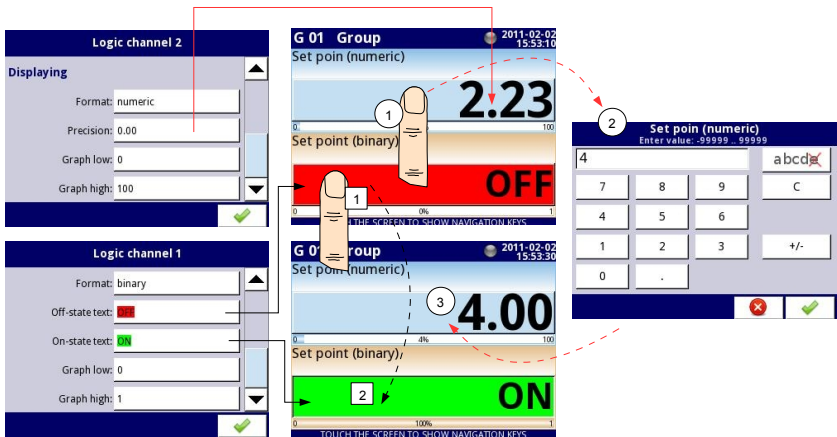 Logic channel 2
Displaying
Format: numeric
Precision: 0.00
Graph low: 0
Graph high: 100
Logic channel 1
Format: binary
Off-state text: OFF
On-state text: ON
Graph low: 0
Graph high: 1
G 01 Group
2011-02-02
15:53:10
Set poin (numeric)
1
2.23
0 % 100
Set point (binary)
1
OFF
0 0% 1
THE SCREEN TO SHOW NAVIGATION KEYS
Group
2011-02-02
15:53:30
(numeric)
3
4.00
0 4% 100
Set point (binary)
2
ON
0 100% 1
TOUCH THE SCREEN TO SHOW NAVIGATION KEYS
2
Set poin (numeric)
Enter value: -99999 .. 99999
4
abcde
7 8 9 C
4 5 6
1 2 3 +/-
0 .